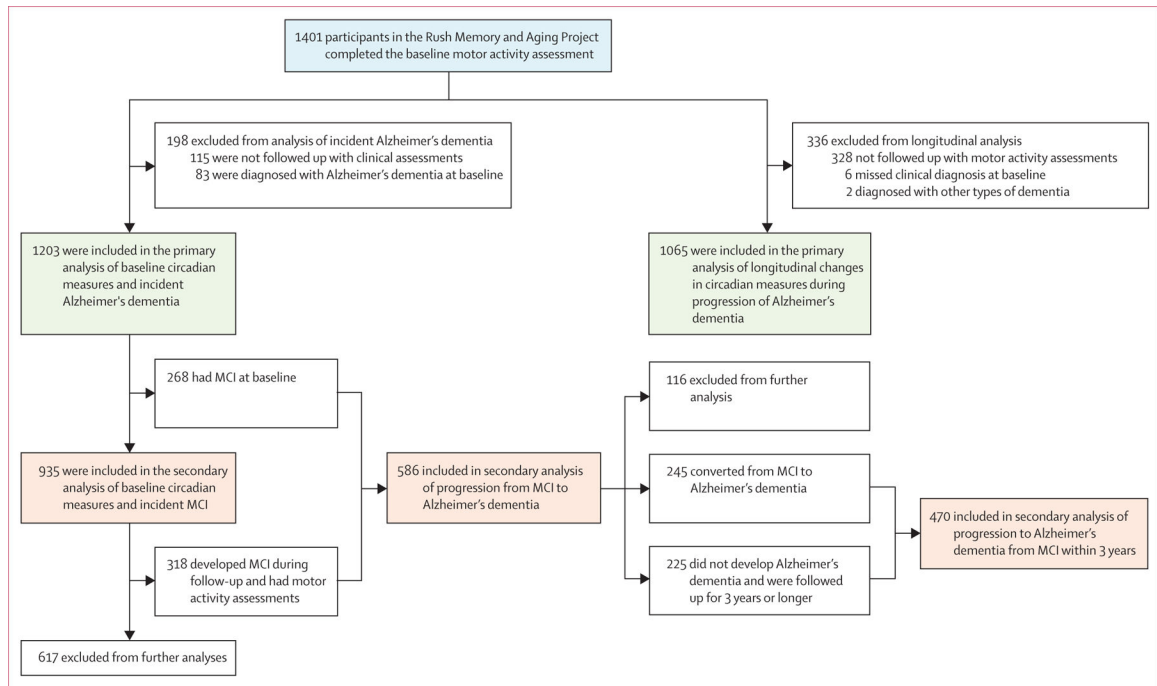 1401 participants in the Rush Memory and Aging Project
completed the baseline motor activity assessment
198 excluded from analysis of incident Alzheimer's dementia
115 were not followed up with clinical assessments
83 were diagnosed with Alzheimer's dementia at baseline
336 excluded from longitudinal analysis
328 not followed up with motor activity assessments
6 missed clinical diagnosis at baseline
2 diagnosed with other types of dementia
1203 were included in the primary
analysis of baseline circadian
measures and incident
Alzheimer's dementia
1065 were included in the primary
analysis of longitudinal changes
in circadian measures during
progression of Alzheimer's
dementia
268 had MCI at baseline
116 excluded from further
analysis
935 were included in the secondary
analysis of baseline circadian
measures and incident MCI
586 included in secondary analysis
of progression from MCI to
Alzheimer's dementia
245 converted from MCI to
Alzheimer's dementia
470 included in secondary analysis of
progression to Alzheimer's
dementia from MCI within 3 years
318 developed MCI during
follow-up and had motor
activity assessments
225 did not develop Alzheimer's
dementia and were followed
up for 3 years or longer
617 excluded from further analyses